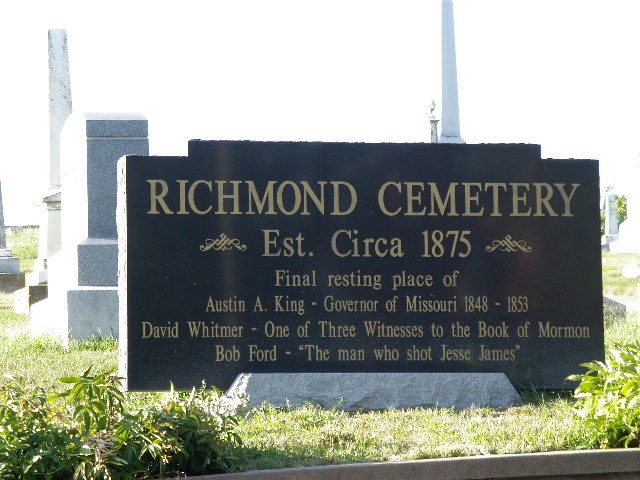 RICHMOND CEMETERY
Est. Circa 1875
Final resting place of
Austin A. King - Governor of Missouri 1848 - 1853
David Whitmer - One of Three Witnesses to the Book of Mormon
Bob Ford - "The man who shot Jesse James"